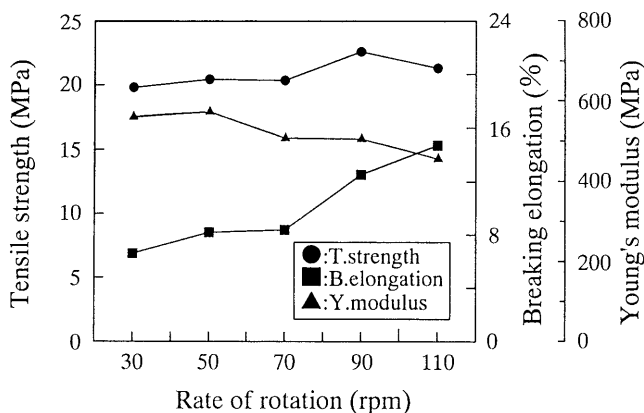 Tensile strength (MPa)
25
20
15
10
5
0
:T.strength
:B.elongation
:Y.modulus
30 50 70 90 110
Rate of rotation (rpm)
24
16
8
0
Breaking elongation (%)
800
600
400
200
0
Young's modulus (MPa)